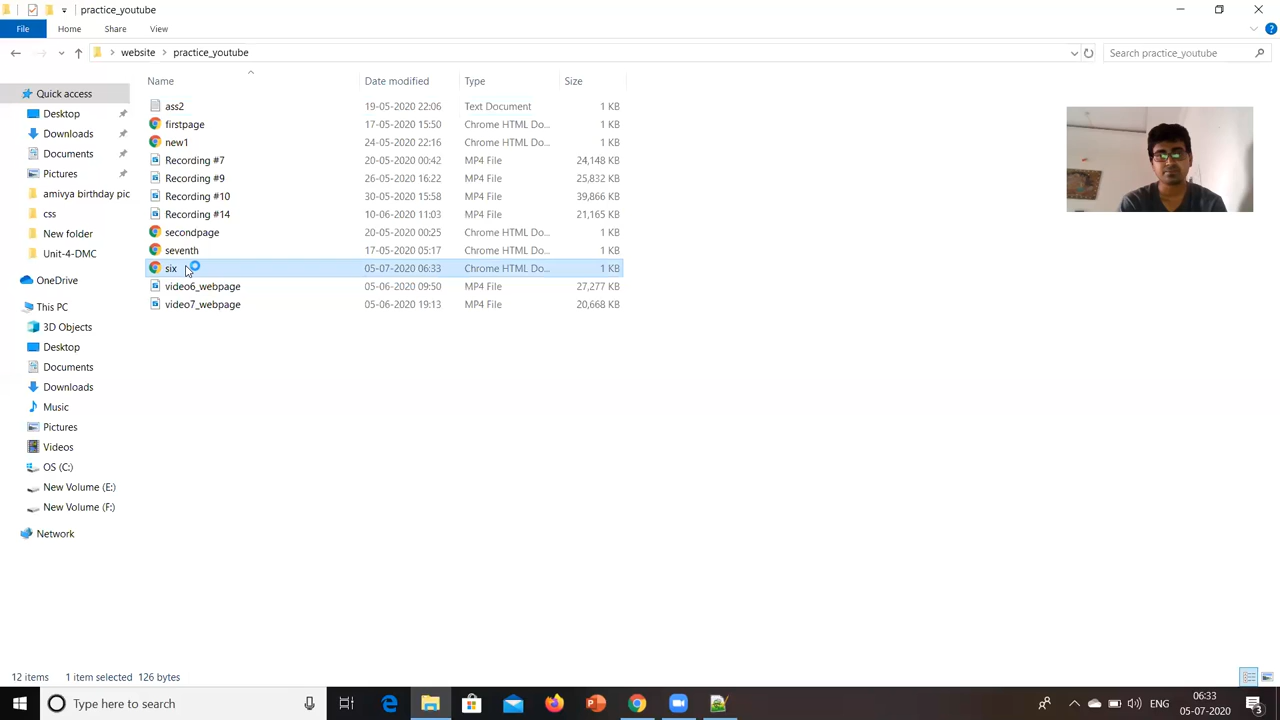 practice_youtube
File Home Share View
website practice_youtube Search practice_youtube
Name Date modified Type Size
Quick access
Desktop
Downloads
Documents
Pictures
amivya birthday pic
css
New folder
Unit-4-DMC
OneDrive
This PC
3D Objects
Desktop
Documents
Downloads
Music
Pictures
Videos
OS (C:)
New Volume (E:)
New Volume (F:)
Network
ass2 19-05-2020 22:06 Text Document 1 KB
firstpage 17-05-2020 15:50 Chrome HTML Do... 1 KB
new1 24-05-2020 22:16 Chrome HTML Do... 1 KB
Recording #7 20-05-2020 00:42 MP4 File 24,148 KB
Recording #9 26-05-2020 16:22 MP4 File 25,832 KB
Recording #10 30-05-2020 15:58 MP4 File 39,866 KB
Recording #14 10-06-2020 11:03 MP4 File 21,165 KB
secondpage 20-05-2020 00:25 Chrome HTML Do... 1 KB
seventh 17-05-2020 05:17 Chrome HTML Do... 1 KB
six 05-07-2020 06:33 Chrome HTML Do... 1 KB
video6_webpage 05-06-2020 09:50 MP4 File 27,277 KB
video7_webpage 05-06-2020 19:13 MP4 File 20,668 KB
12 items 1 item selected 126 bytes
Type here to search
ENG
06:33
05-07-2020
3